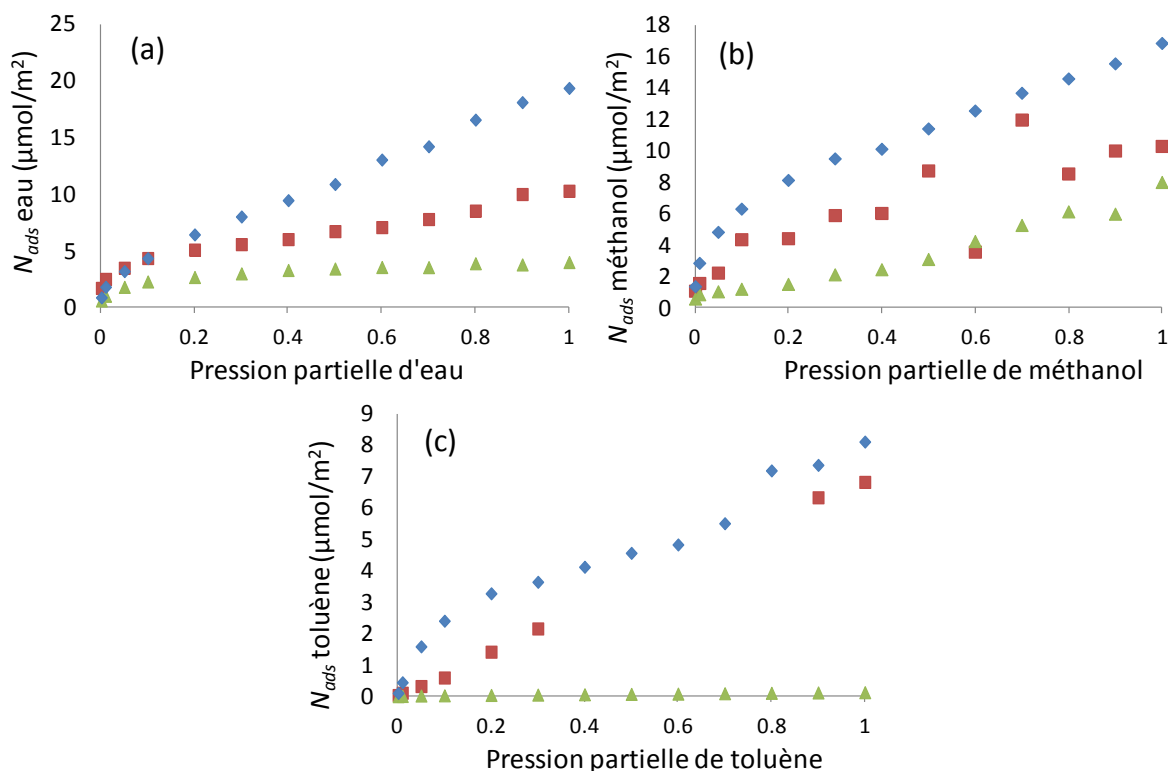 (a)
N_ads eau (µmol/m²)
25
20
15
10
5
0
0 0.2 0.4 0.6 0.8 1
Pression partielle d'eau
(b)
N_ads méthanol (µmol/m²)
18
16
14
12
10
8
6
4
2
0
0 0.2 0.4 0.6 0.8 1
Pression partielle de méthanol
(c)
N_ads toluène (µmol/m²)
9
8
7
6
5
4
3
2
1
0
0 0.2 0.4 0.6 0.8 1
Pression partielle de toluène